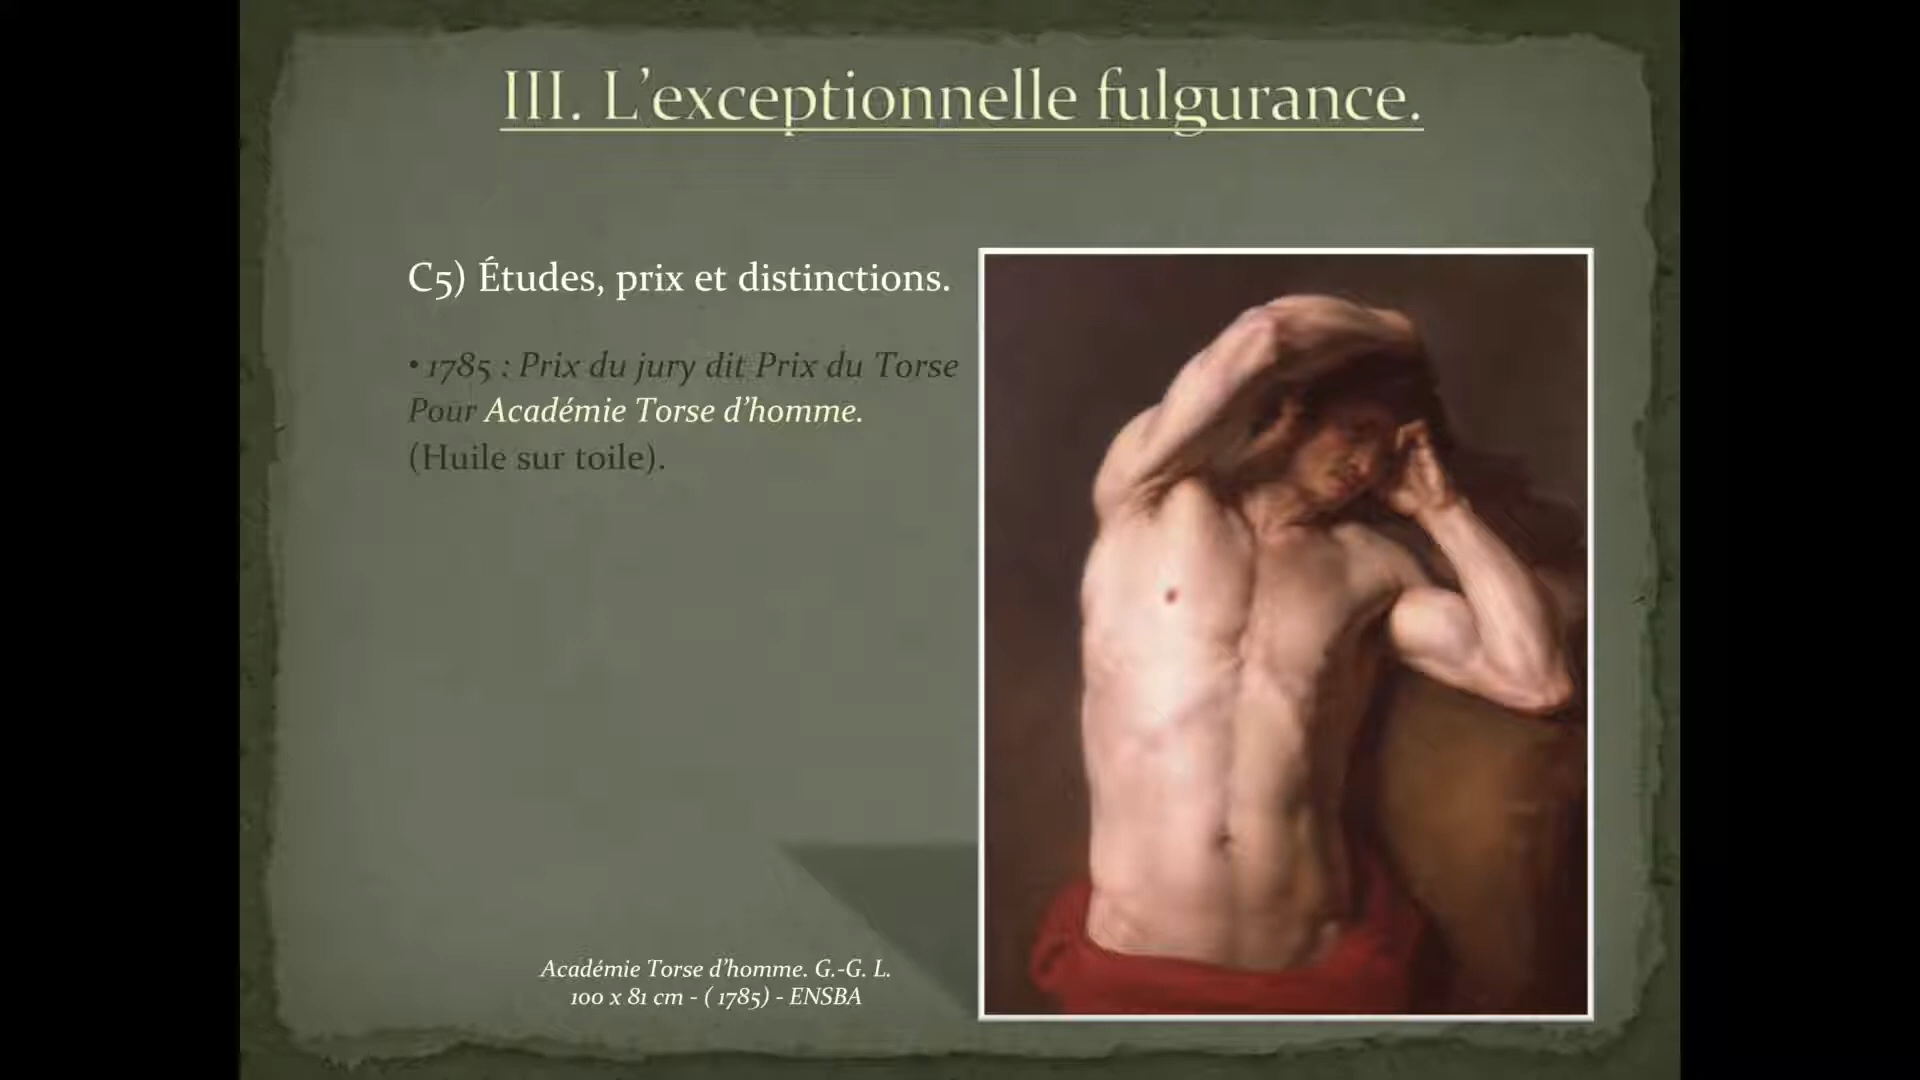 III. L’exceptionnelle fulgurance.
C5) Études, prix et distinctions.
• 1785 : Prix du jury dit Prix du Torse
Pour Académie Torse d’homme.
(Huile sur toile).
Académie Torse d’homme. G.-G. L.
100 x 81 cm - ( 1785) - ENSBA